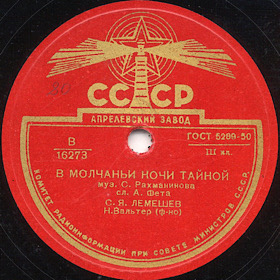 СССР
АПРЕЛЕВСКИЙ ЗАВОД
ГОСТ 5289-50
В
16273
III кл.
В МОЛЧАНЬИ НОЧИ ТАЙНОЙ
муз. С. Рахманинова
сл. А. Фета
С. Я. ЛЕМЕШЕВ
Н. Вальтер (ф-но)
КОМИТЕТ РАДИОИНФОРМАЦИИ ПРИ СОВЕТЕ МИНИСТРОВ СССР